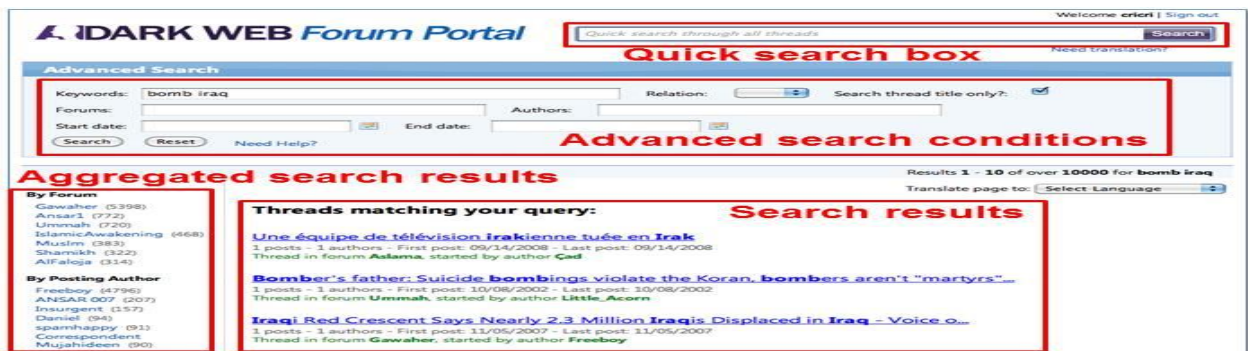 Welcome cricri | Sign out
DARK WEB Forum Portal
Quick search through all threads Search
Quick search box
Need translation?
Advanced Search
Keywords: bomb iraq Relation: Search thread title only?:
Forums: Authors:
Start date: End date:
Advanced search conditions
Search Reset Need Help?
Aggregated search results
Results 1 - 10 of over 10000 for bomb iraq
Translate page to: Select Language
By Forum
Gawaher (5398)
Ansar1 (772)
Ummah (720)
IslamicAwakening (468)
Muslm (383)
Shamikh (322)
AlFaloja (314)
By Posting Author
Freeboy (4796)
ANSAR 007 (207)
Insurgent (157)
Daniel (94)
spamhappy (91)
Correspondent
Mujahideen (90)
Search results
Threads matching your query:
Une équipe de télévision irakienne tuée en Irak
1 posts - 1 authors - First post: 09/14/2008 - Last post: 09/14/2008
Thread in forum Aslama, started by author Çad
Bomber's father: Suicide bombings violate the Koran, bombers aren't "martyrs"...
1 posts - 1 authors - First post: 10/08/2002 - Last post: 10/08/2002
Thread in forum Ummah, started by author Little_Acorn
Iraqi Red Crescent Says Nearly 2.3 Million Iraqis Displaced in Iraq - Voice o...
1 posts - 1 authors - First post: 11/05/2007 - Last post: 11/05/2007
Thread in forum Gawaher, started by author Freeboy